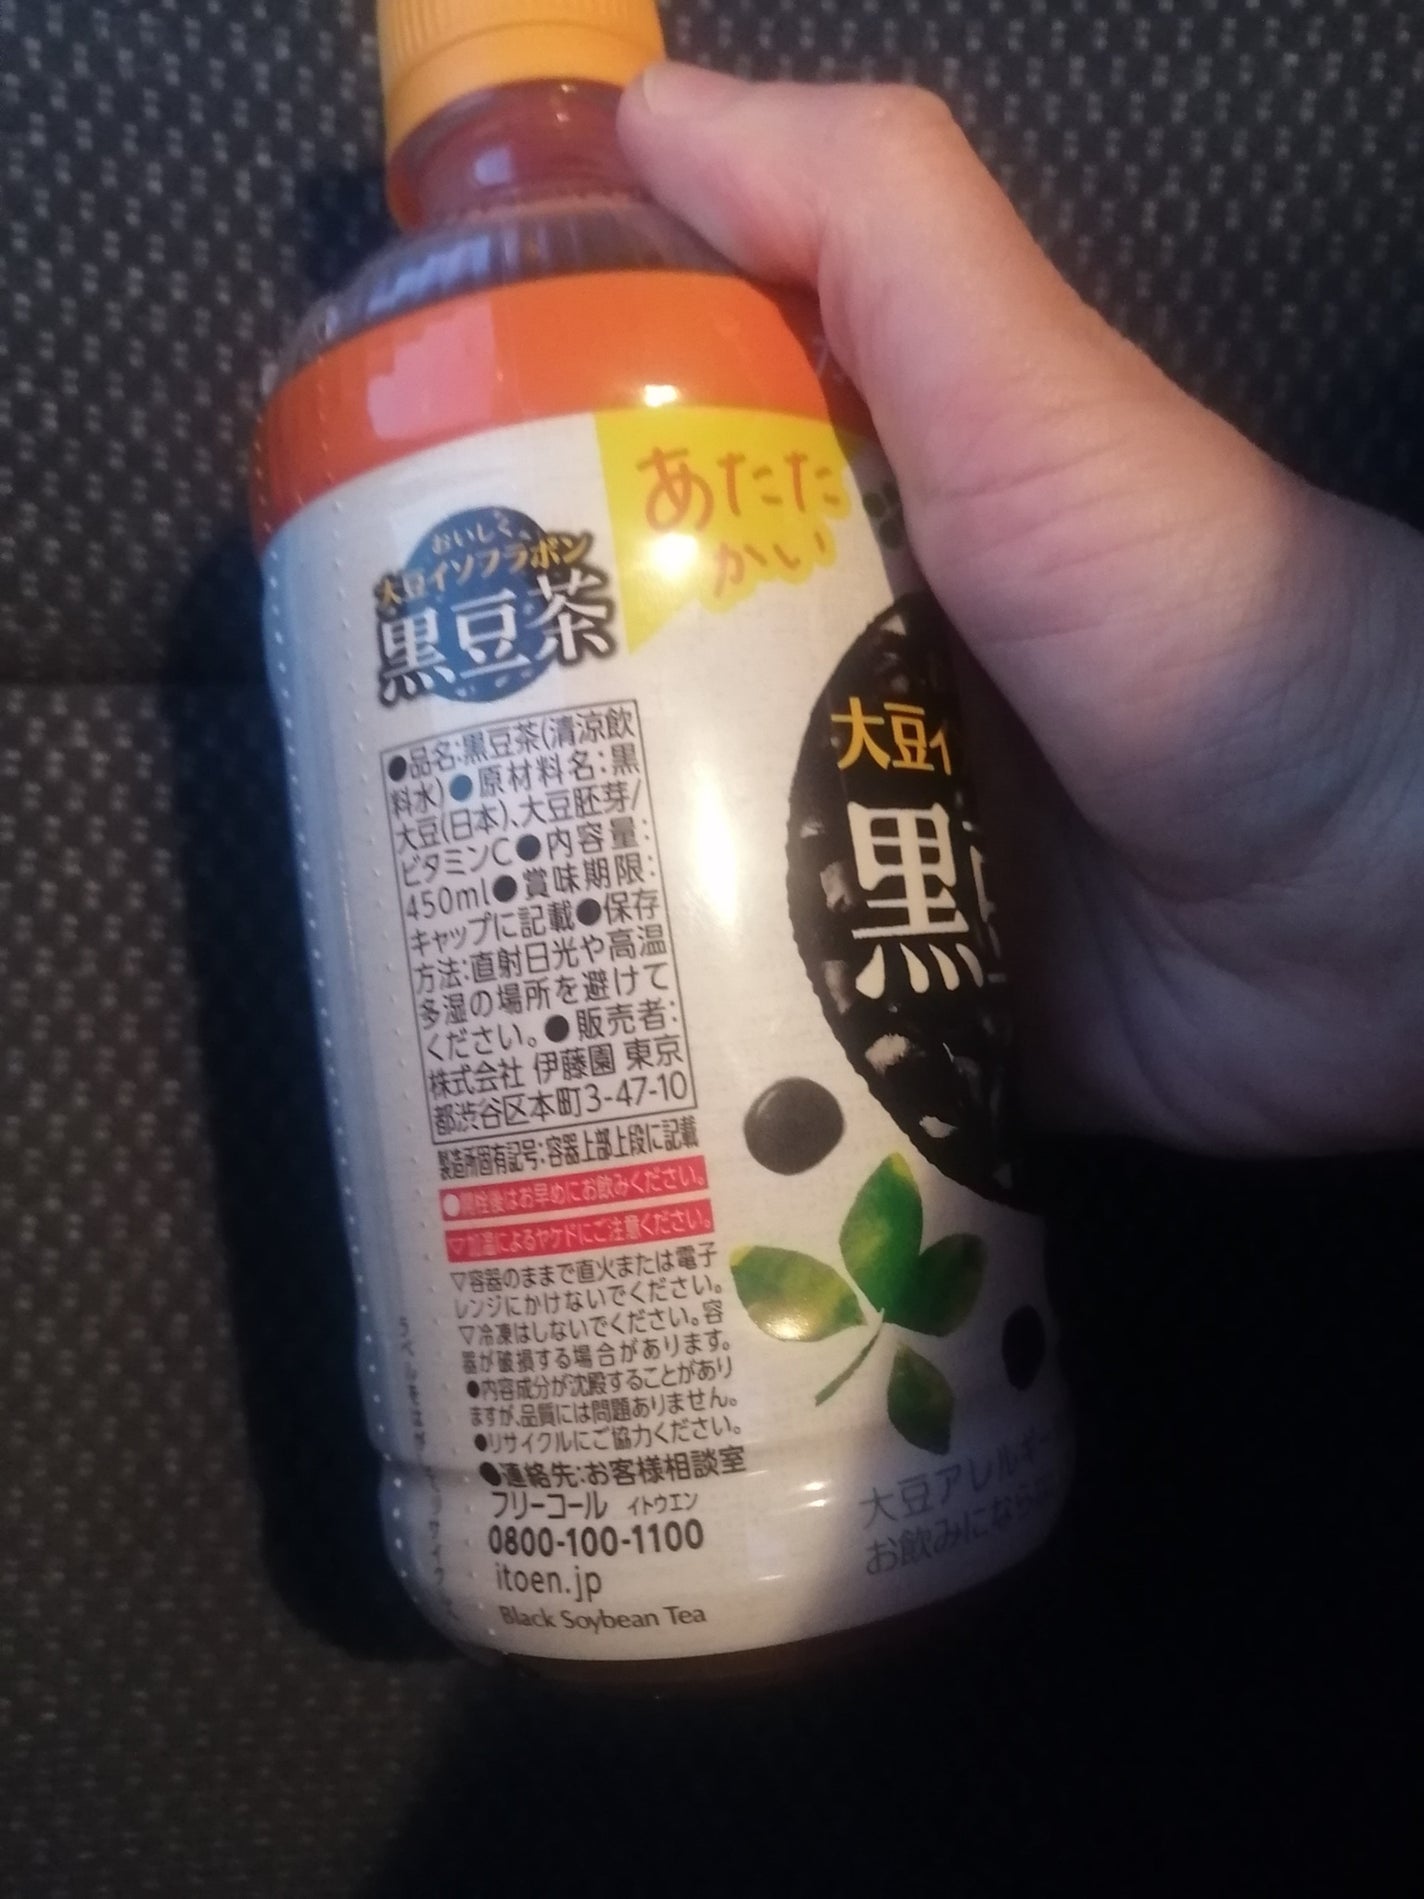 あたた
かい
おいしく、
大豆イソフラボン
黒豆茶
●品名:黒豆茶(清涼飲
料水)●原材料名:黒
大豆(日本)、大豆胚芽/
ビタミンC●内容量:
450ml●賞味期限:
キャップに記載●保存
方法:直射日光や高温
多湿の場所を避けて
ください。●販売者:
株式会社 伊藤園 東京
都渋谷区本町3-47-10
製造所固有記号:容器上部上段に記載
●開栓後はお早めにお飲みください。
▽加温によるヤケドにご注意ください。
▽容器のままで直火または電子
レンジにかけないでください。
▽冷凍はしないでください。容
器が破損する場合があります。
●内容成分が沈殿することがあり
ますが、品質には問題ありません。
●リサイクルにご協力ください。
●連絡先:お客様相談室
フリーコール イトウエン
0800-100-1100
itoen.jp
Black Soybean Tea
大豆イ
黒
大豆アレルギー
お飲みになら